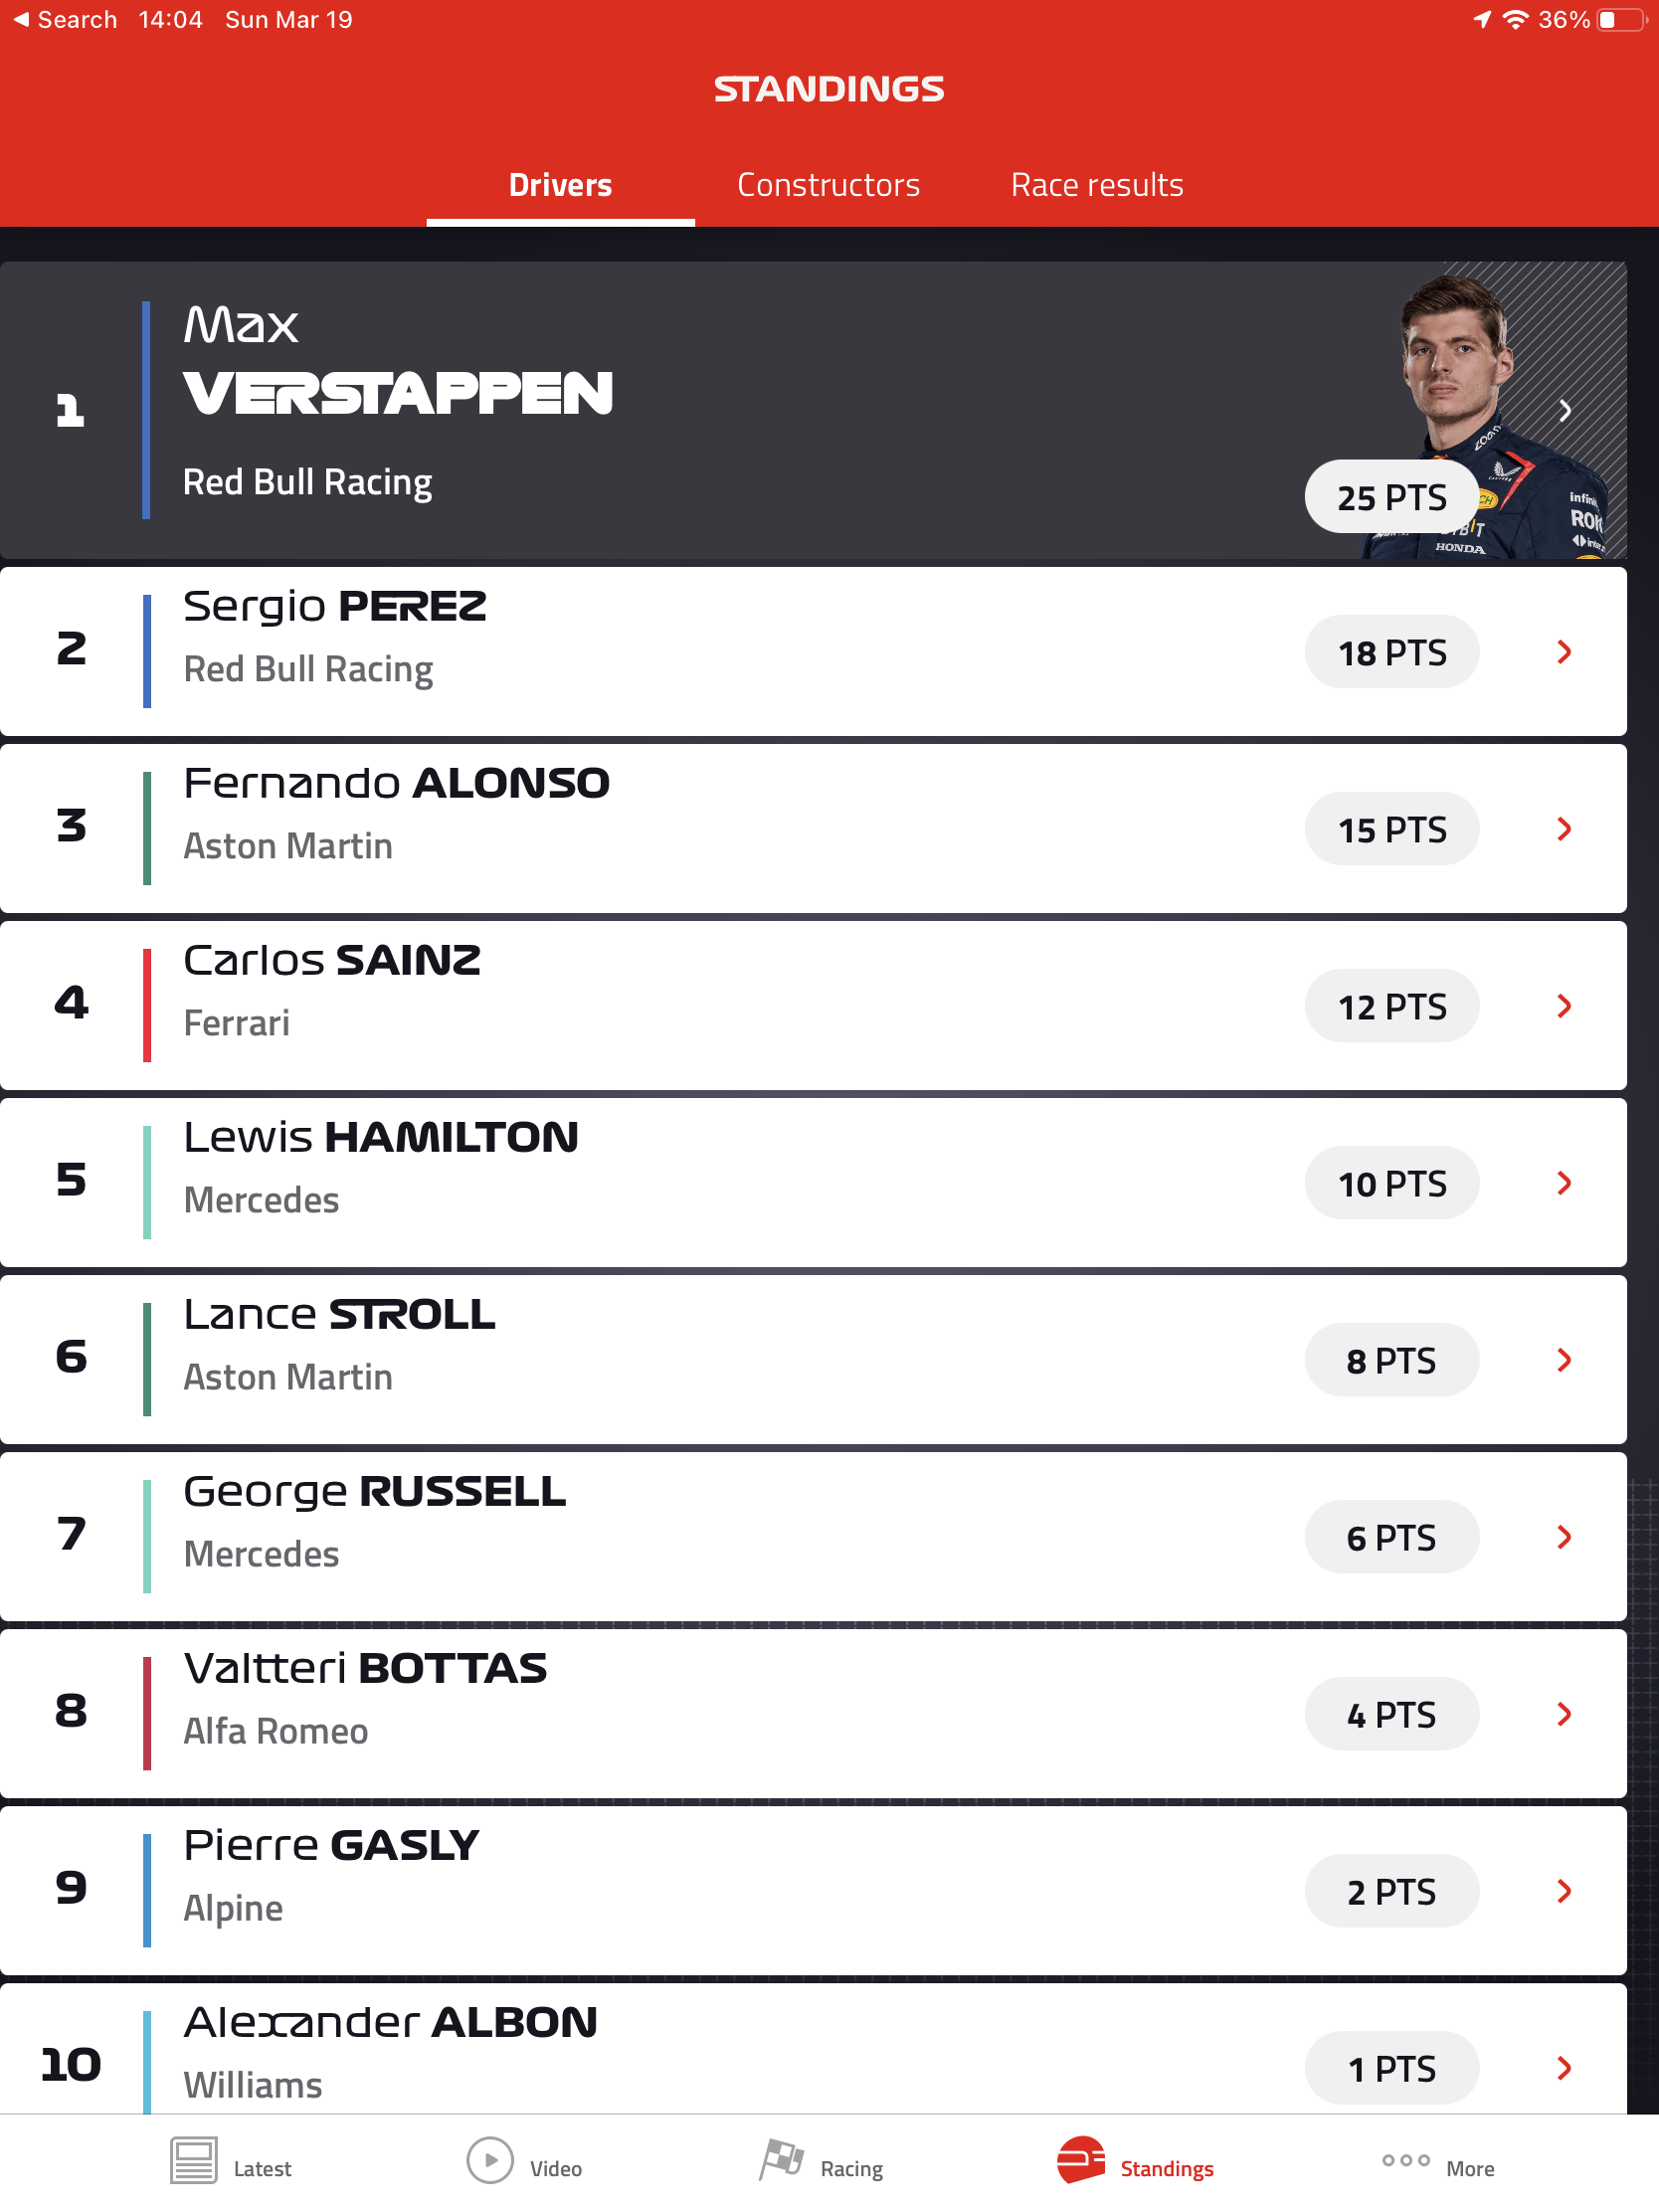 Search 14:04 Sun Mar 19 36%
STANDINGS
Drivers Constructors Race results
1
Max
VERSTAPPEN
Red Bull Racing
25 PTS
HONDA
2
Sergio PEREZ
Red Bull Racing
18 PTS
3
Fernando ALONSO
Aston Martin
15 PTS
4
Carlos SAINZ
Ferrari
12 PTS
5
Lewis HAMILTON
Mercedes
10 PTS
6
Lance STROLL
Aston Martin
8 PTS
7
George RUSSELL
Mercedes
6 PTS
8
Valtteri BOTTAS
Alfa Romeo
4 PTS
9
Pierre GASLY
Alpine
2 PTS
10
Alexander ALBON
Williams
1 PTS
Latest Video Racing Standings More